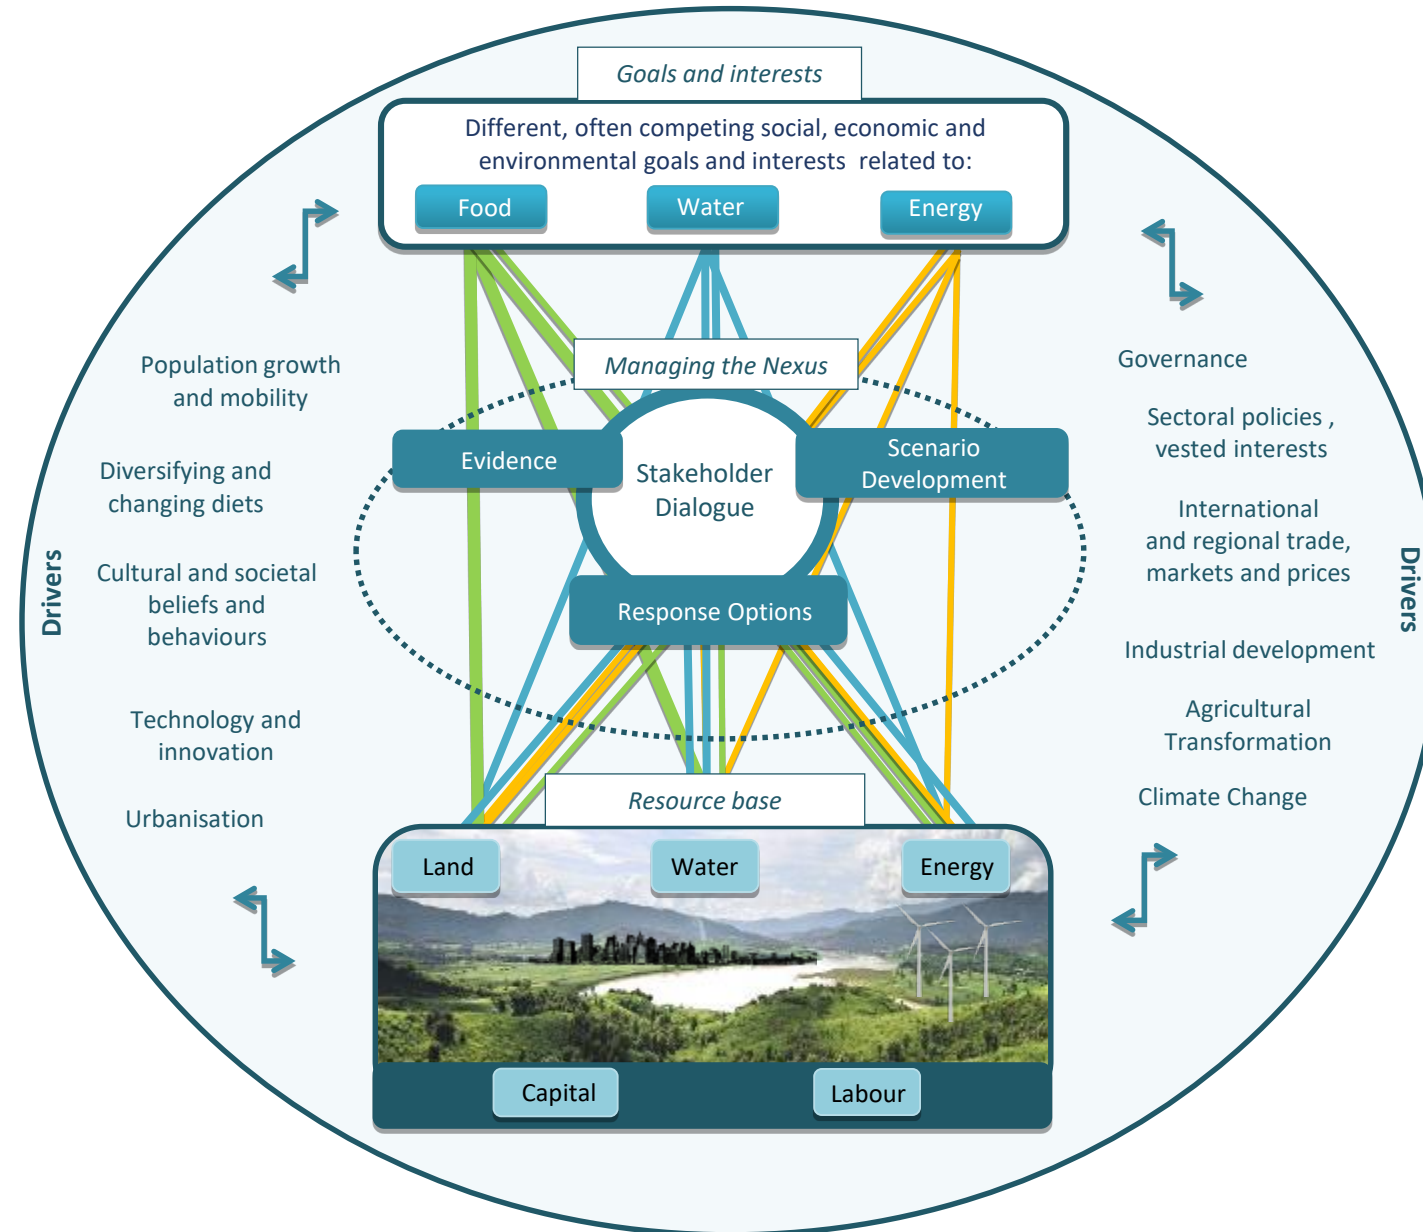 Goals and interests
Different, often competing social, economic and
environmental goals and interests related to:
Food
Water
Energy
Managing the Nexus
Evidence
Stakeholder
Dialogue
Scenario
Development
Response Options
Drivers
Population growth
and mobility
Diversifying and
changing diets
Cultural and societal
beliefs and
behaviours
Technology and
innovation
Urbanisation
Governance
Sectoral policies ,
vested interests
International
and regional trade,
markets and prices
Industrial development
Agricultural
Transformation
Climate Change
Drivers
Resource base
Land
Water
Energy
Capital
Labour